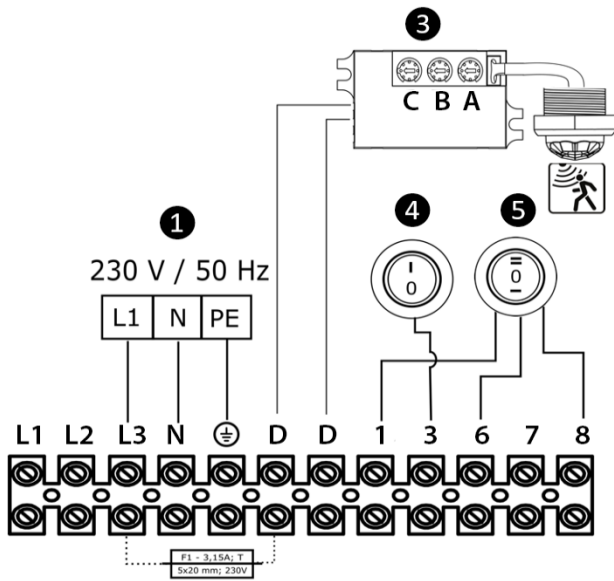 3
C B A
4 5
1
230 V / 50 Hz
I
0
=
0
–
L1 N PE
L1 L2 L3 N D D 1 3 6 7 8
F1 - 3,15A; T
5x20 mm; 230V